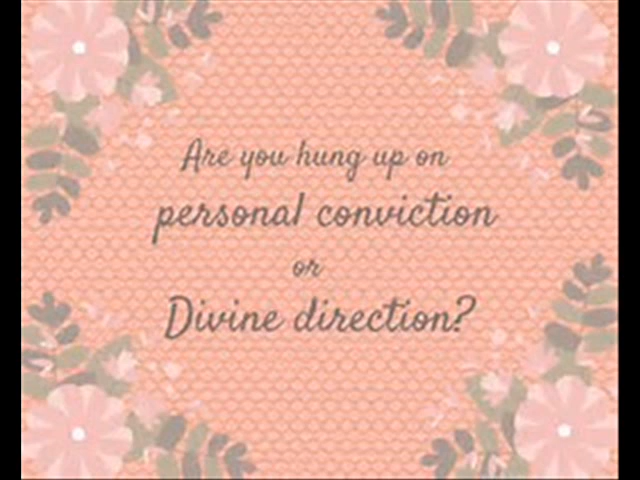 Are you hung up on
personal conviction
or
Divine direction?